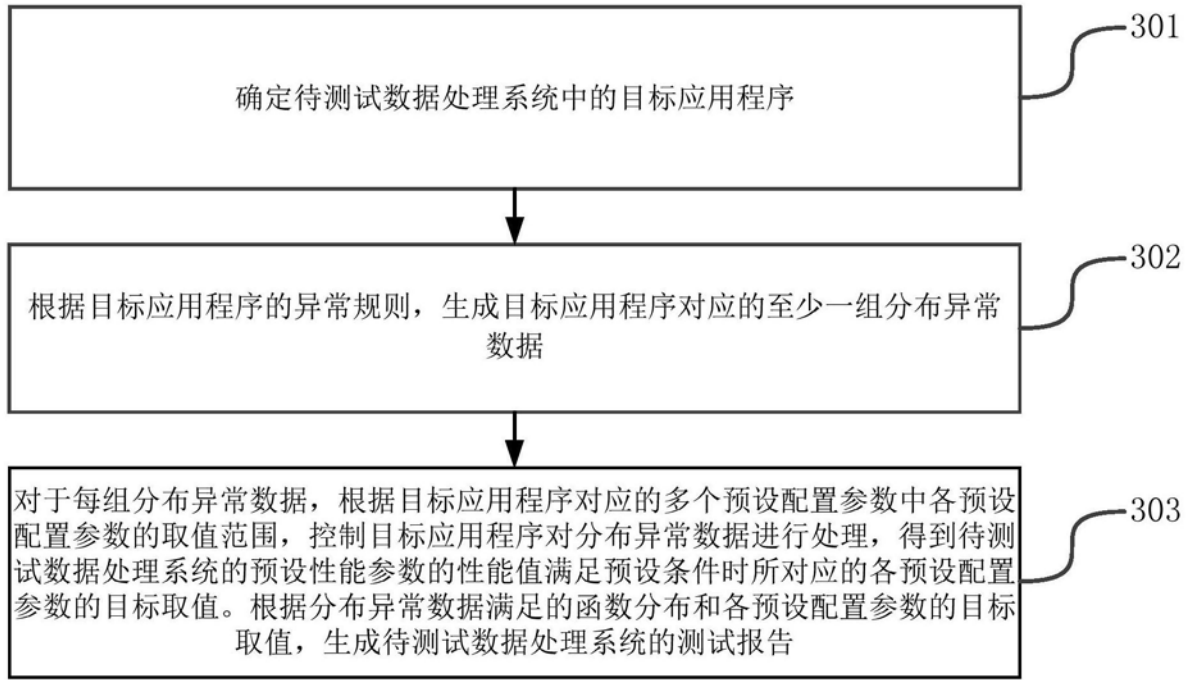 确定待测试数据处理系统中的目标应用程序
301
根据目标应用程序的异常规则，生成目标应用程序对应的至少一组分布异常
数据
302
对于每组分布异常数据，根据目标应用程序对应的多个预设配置参数中各预设
配置参数的取值范围，控制目标应用程序对分布异常数据进行处理，得到待测
试数据处理系统的预设性能参数的性能值满足预设条件时所对应的各预设配置
参数的目标取值。根据分布异常数据满足的函数分布和各预设配置参数的目标
取值，生成待测试数据处理系统的测试报告
303